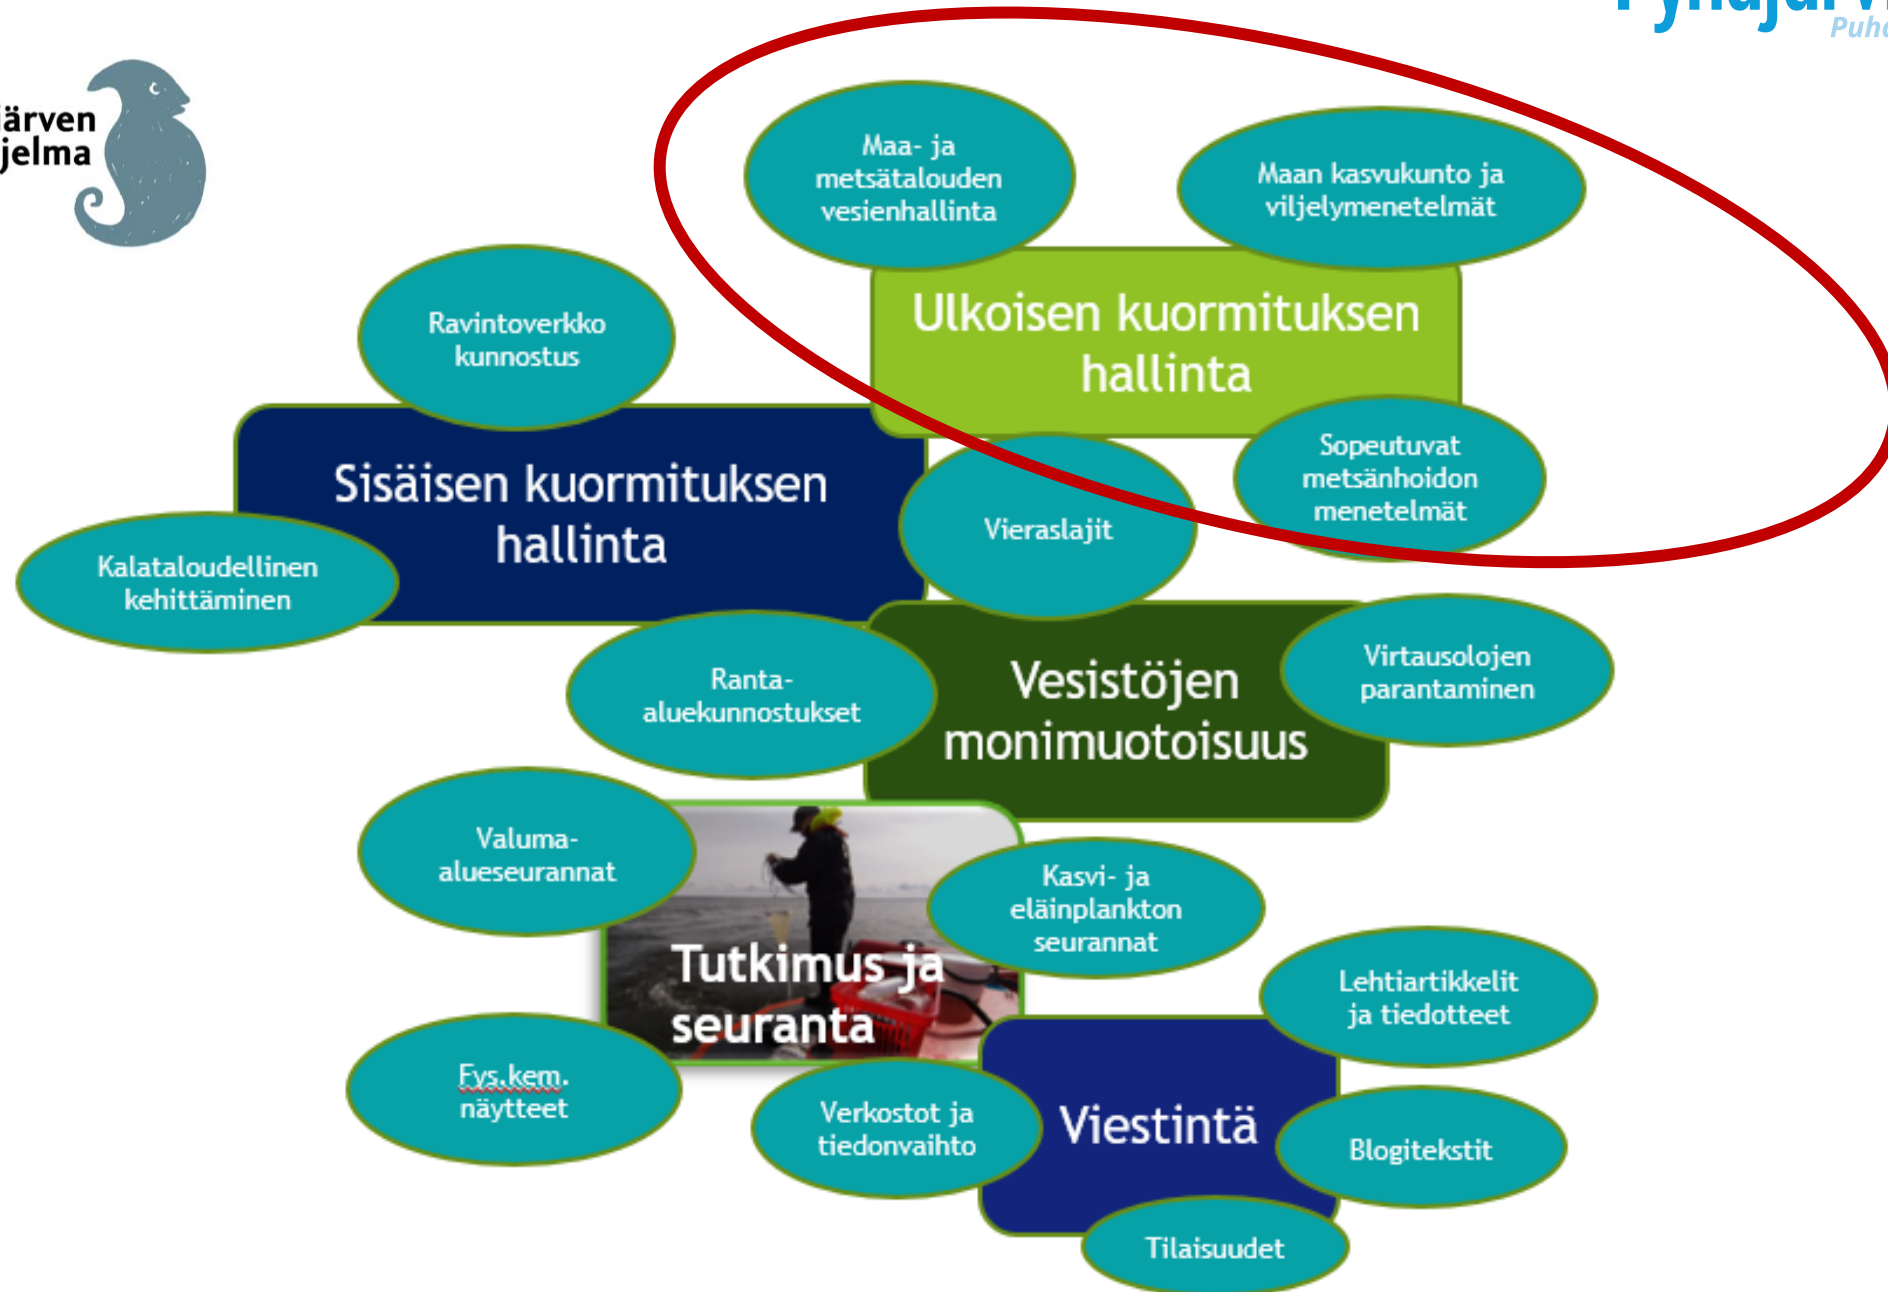 järven
jelma
Maa- ja
metsätalouden
vesienhallinta
Maan kasvukunto ja
viljelymenetelmät
Ulkoisen kuormituksen
hallinta
Ravintoverkko
kunnostus
Sisäisen kuormituksen
hallinta
Sopeutuvat
metsänhoidon
menetelmät
Vieraslajit
Kalataloudellinen
kehittäminen
Ranta-
aluekunnostukset
Vesistöjen
monimuotoisuus
Virtausolojen
parantaminen
Valuma-
alueseurannat
Kasvi- ja
eläinplankton
seurannat
Tutkimus ja
seuranta
Lehtiartikkelit
ja tiedotteet
Fys.kem.
näytteet
Verkostot ja
tiedonvaihto
Viestintä
Blogitekstit
Tilaisuudet